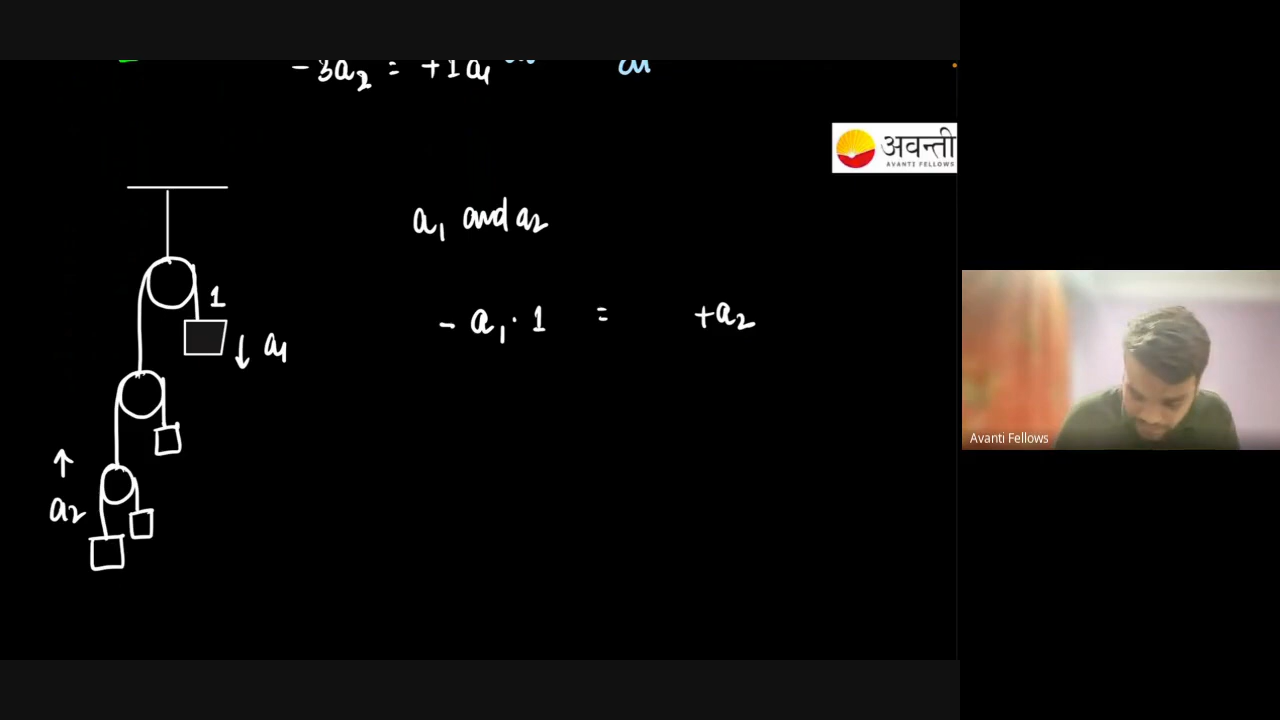 - 3a₂ = +1a₁
अवन्ती
AVANTI FELLOWS
a₁ and a₂
1
- a₁ · 1 = +a₂
↓ a₁
↑
a₂
Avanti Fellows